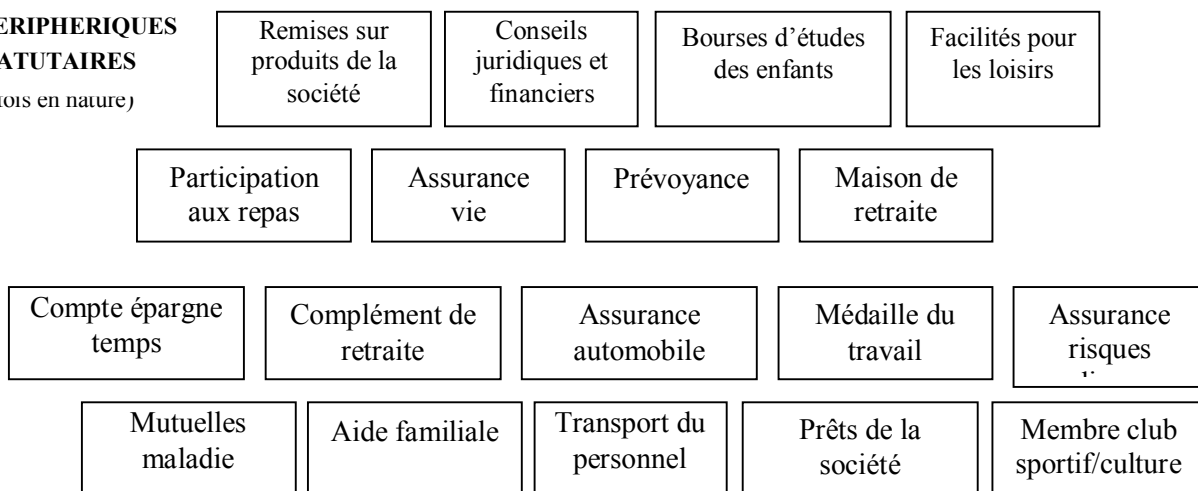 ERIPHERIQUES
ATUTAIRES
fois en nature)
Remises sur
produits de la
société
Conseils
juridiques et
financiers
Bourses d’études
des enfants
Facilités pour
les loisirs
Participation
aux repas
Assurance
vie
Prévoyance
Maison de
retraite
Compte épargne
temps
Complément de
retraite
Assurance
automobile
Médaille du
travail
Assurance
risques
Mutuelles
maladie
Aide familiale
Transport du
personnel
Prêts de la
société
Membre club
sportif/culture